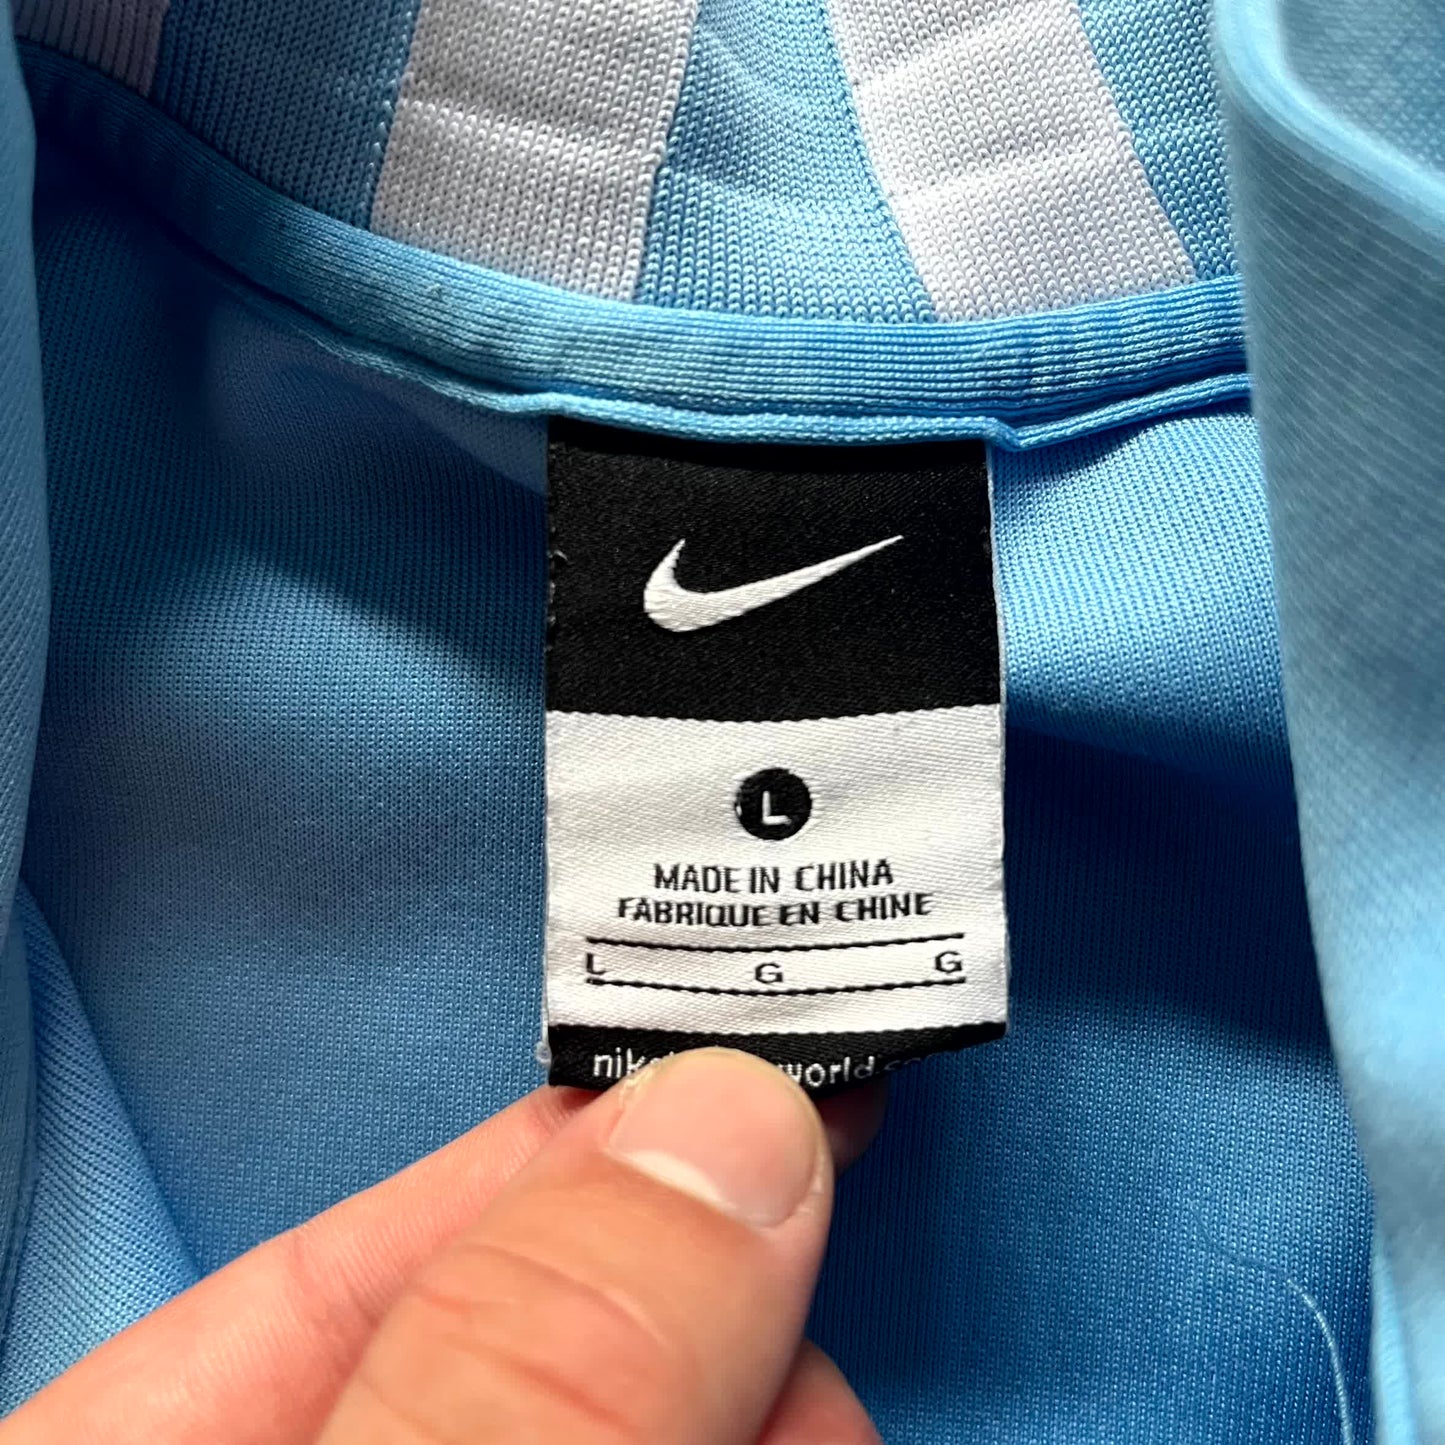 L
MADE IN CHINA
FABRIQUE EN CHINE
L G G